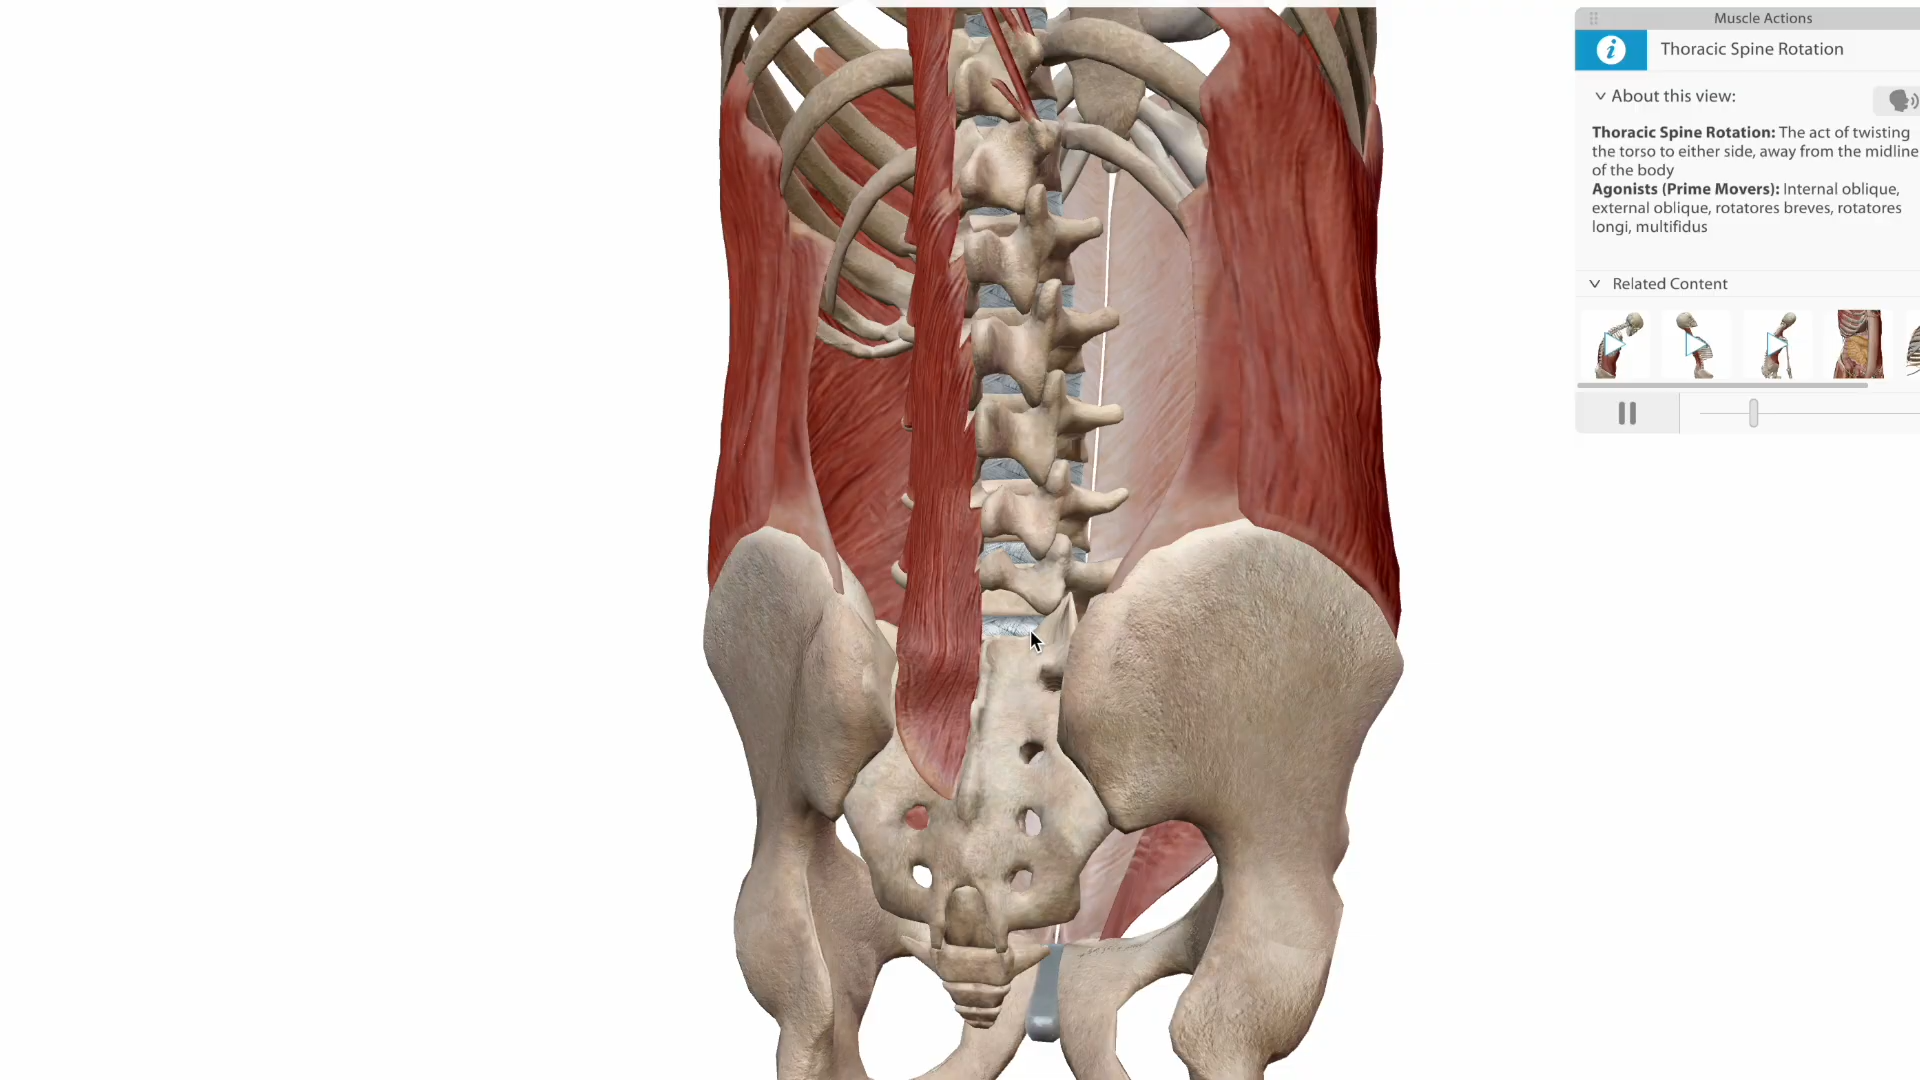 Muscle Actions
Thoracic Spine Rotation
About this view:
Thoracic Spine Rotation: The act of twisting
the torso to either side, away from the midline
of the body
Agonists (Prime Movers): Internal oblique,
external oblique, rotatores breves, rotatores
longi, multifidus
Related Content